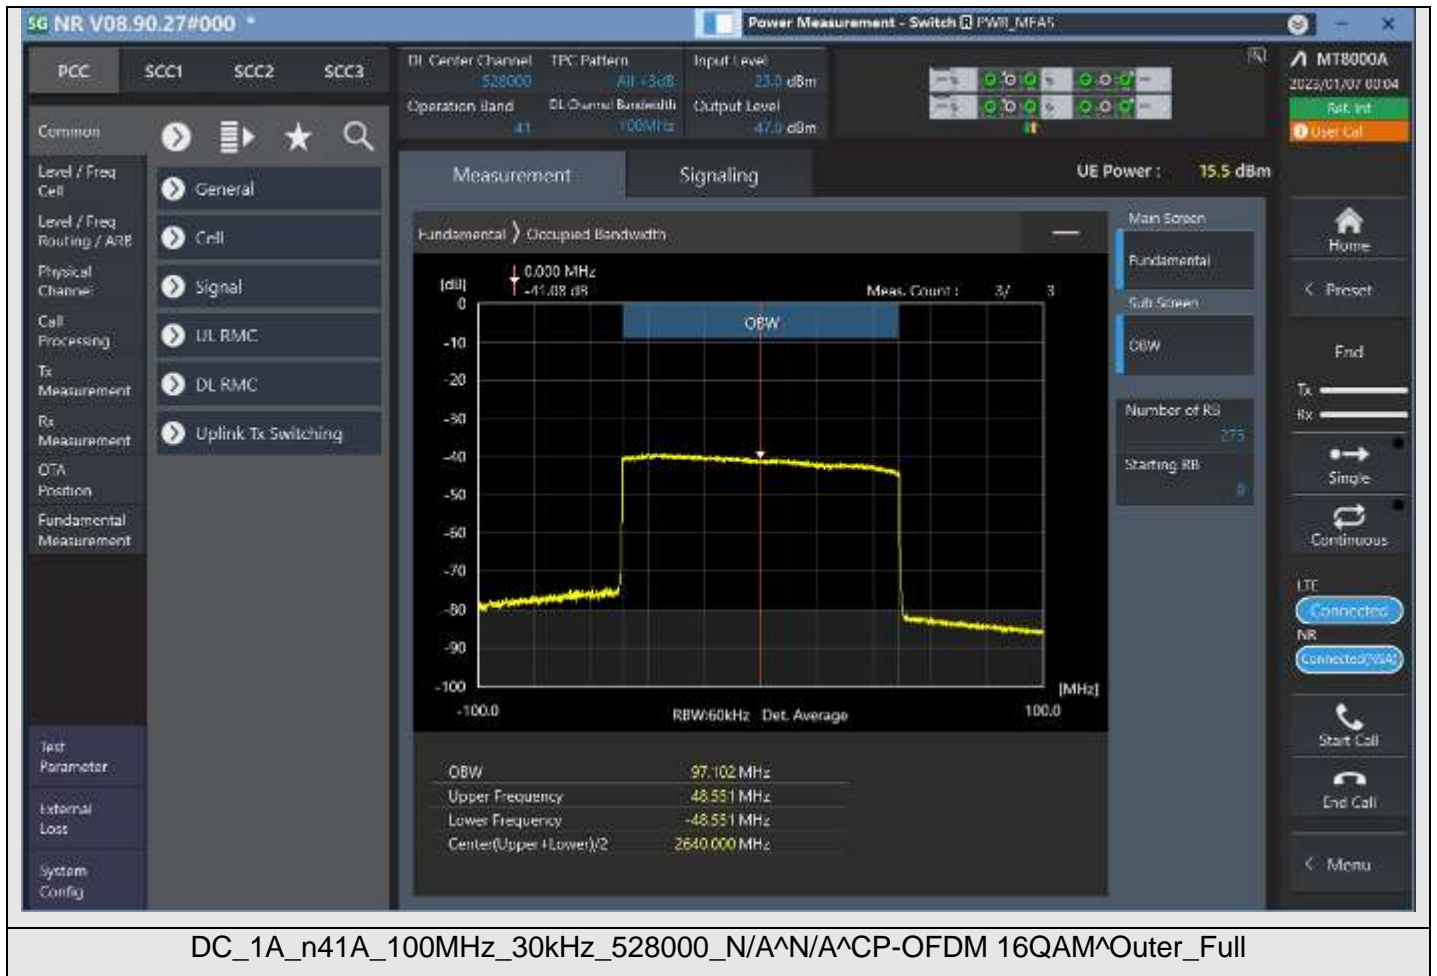 5G NR V08.90.27#000 *
Power Measurement - Switch PWR_MEAS
PCC SCC1 SCC2 SCC3
DL Center Channel TPC Pattern Input Level
528000 All +3dB 23.0 dBm
Operation Band DL Channel Bandwidth Output Level
41 100MHz -47.0 dBm
MT8000A
2023/01/07 00:04
Ref. Int
User Cal
Common
Level / Freq
Cell
Level / Freq
Routing / ARB
Physical
Channel
Call
Processing
Tx
Measurement
Rx
Measurement
OTA
Position
Fundamental
Measurement
Test
Parameter
External
Loss
System
Config
General
Cell
Signal
UL RMC
DL RMC
Uplink Tx Switching
Measurement Signaling
UE Power : 15.5 dBm
Fundamental Occupied Bandwidth
[dB]
0.000 MHz
-41.08 dB
Meas. Count : 3/ 3
OBW
0
-10
-20
-30
-40
-50
-60
-70
-80
-90
-100
[MHz]
-100.0 RBW:60kHz Det. Average 100.0
OBW 97.102 MHz
Upper Frequency 48.551 MHz
Lower Frequency -48.551 MHz
Center(Upper+Lower)/2 2640.000 MHz
Main Screen
Fundamental
Sub Screen
OBW
Number of RB
273
Starting RB
0
Home
< Preset
End
Tx
Rx
Single
Continuous
LTE
Connected
NR
Connected(NSA)
Start Call
End Call
< Menu
DC_1A_n41A_100MHz_30kHz_528000_N/A^N/A^CP-OFDM 16QAM^Outer_Full